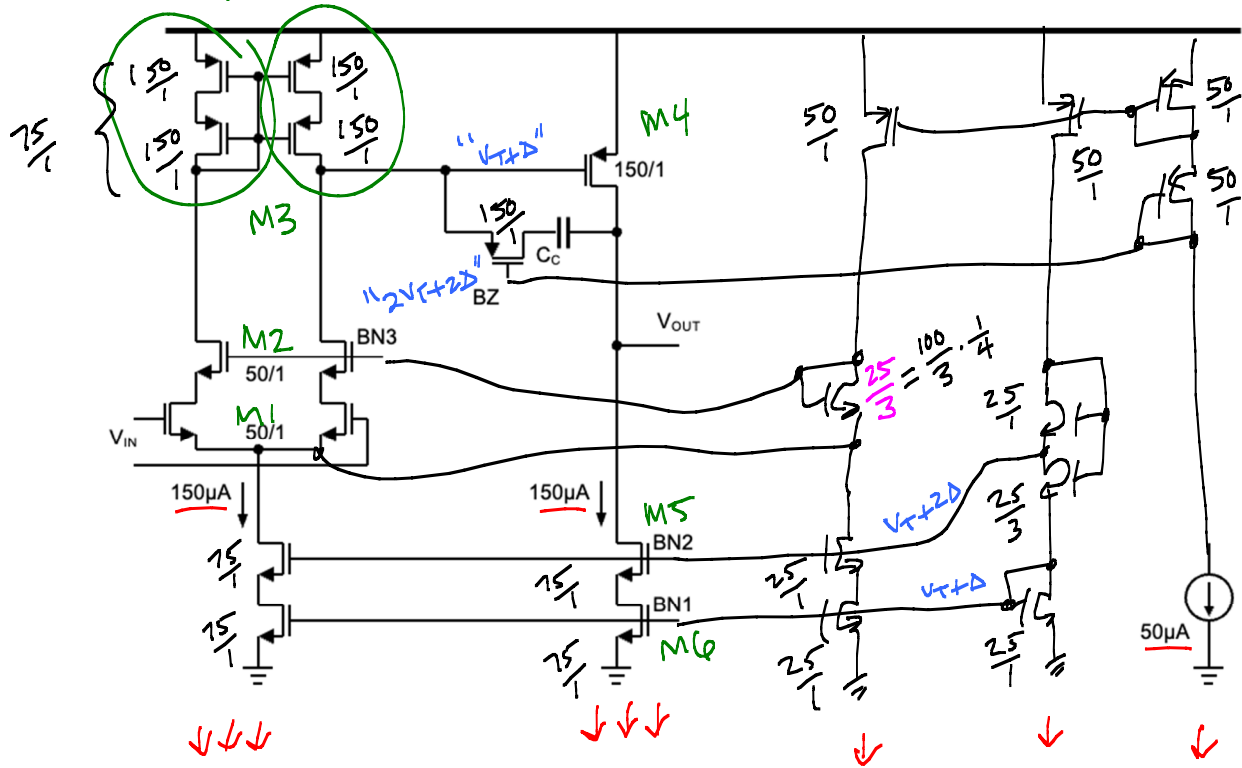 150/1
150/1
150/1
150/1
75/1
M3
"VT+Δ"
M4
150/1
150/1
CC
"2VT+2Δ"
BZ
VOUT
M2
50/1
BN3
M1
50/1
VIN
150μA
150μA
M5
BN2
BN1
M6
75/1
75/1
75/1
75/1
50/1
50/1
50/1
50/1
25/3 = 100/3 · 1/4
25/1
25/3
VT+2Δ
VT+Δ
25/1
25/1
25/1
50μA